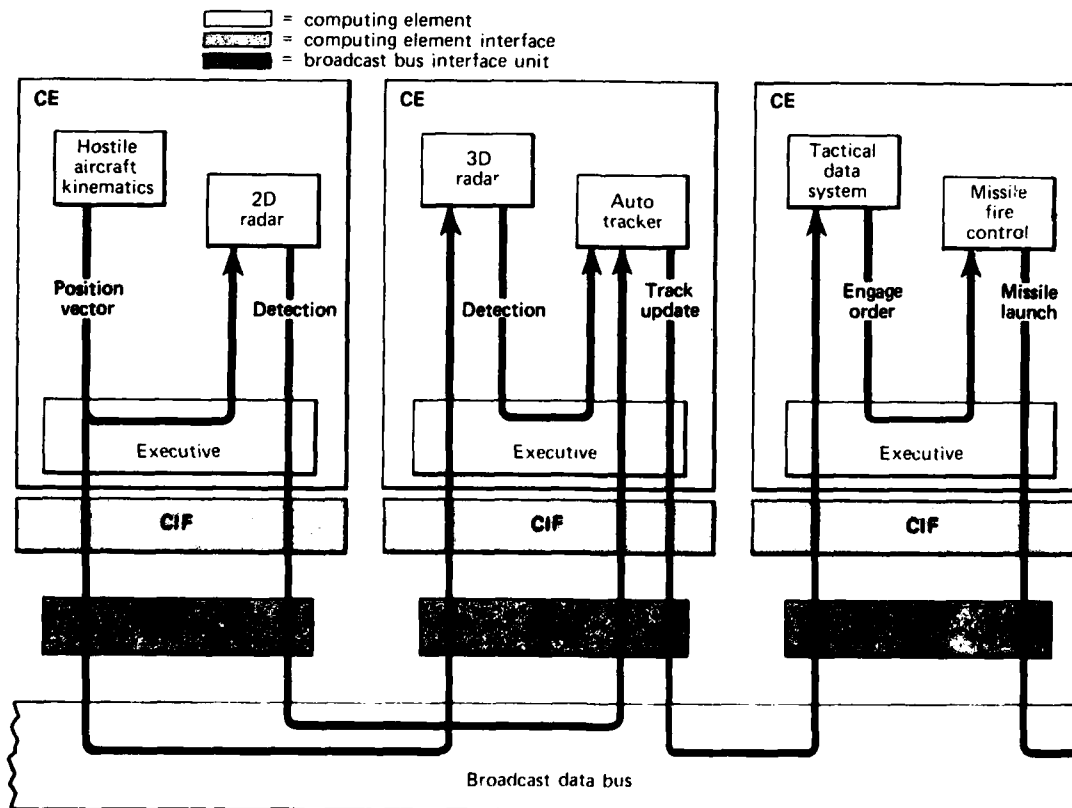 = computing element
= computing element interface
= broadcast bus interface unit
CE
Hostile
aircraft
kinematics
2D
radar
Position
vector
Detection
Executive
CIF
CE
3D
radar
Auto
tracker
Detection
Track
update
Executive
CIF
CE
Tactical
data
system
Missile
fire
control
Engage
order
Missile
launch
Executive
CIF
Broadcast data bus